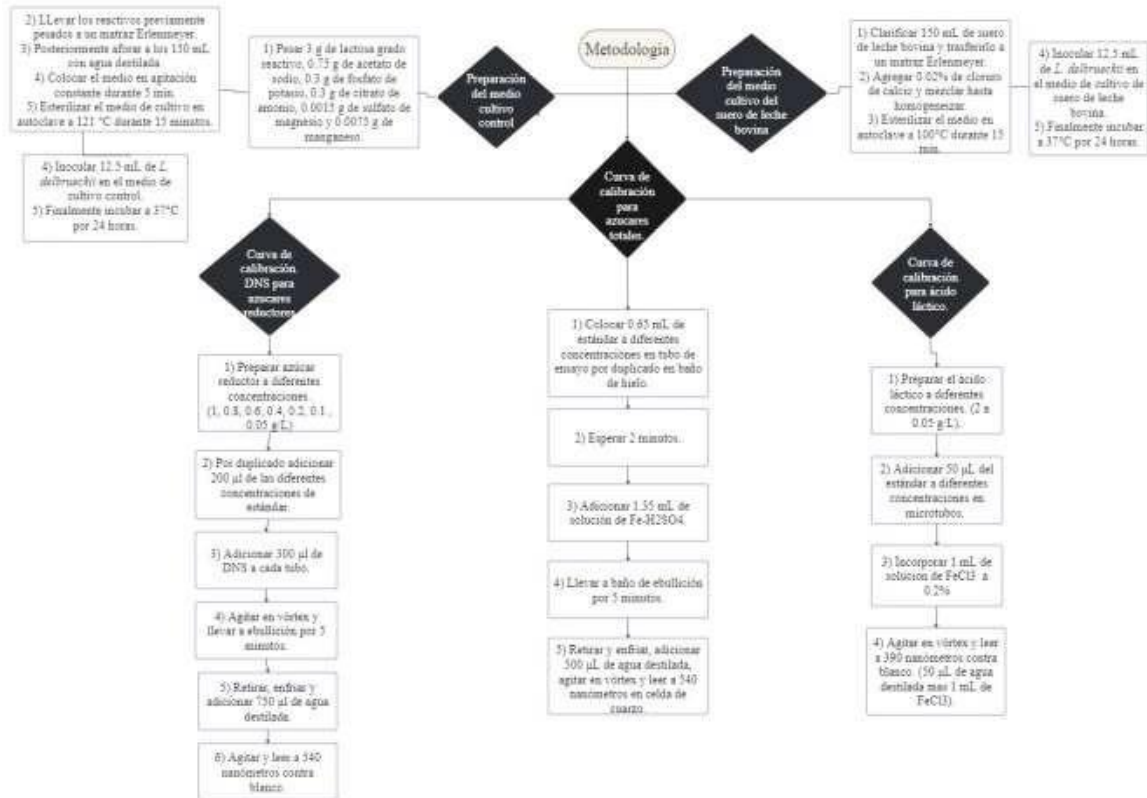 Metodología
2) LLevar los reactivos previamente
pesados a un matraz Erlenmeyer.
3) Posteriormente aforar a los 150 mL
con agua destilada
4) Colocar el medio en agitación
constante durante 5 min.
5) Esterilizar el medio de cultivo en
autoclave a 121 °C durante 15 minutos.
1) Pesar 3 g de lactosa grado
reactivo, 0.75 g de acetato de
sodio, 0.3 g de fosfato de
potasio, 0.3 g de citrato de
amonio, 0.0015 g de sulfato de
magnesio y 0.0075 g de
manganeso.
Preparación
del medio
cultivo
control
Preparación
del medio
cultivo del
suero de leche
bovina
1) Clarificar 150 mL de suero
de leche bovina y trasferirlo a
un matraz Erlenmeyer.
2) Agregar 0.02% de cloruro
de calcio y mezclar hasta
homogeneizar.
3) Esterilizar el medio en
autoclave a 100°C durante 15
min.
4) Inocular 12.5 mL
de L. delbrueckii en
el medio de cultivo de
suero de leche
bovina.
5) Finalmente incubar
a 37°C por 24 horas.
4) Inocular 12.5 mL de L.
delbrueckii en el medio de
cultivo control.
5) Finalmente incubar a 37°C
por 24 horas.
Curva de
calibración
para
azucares
totales.
Curva de
calibración
DNS para
azucares
reductores
Curva de
calibración
para ácido
láctico.
1) Preparar azúcar
reductor a diferentes
concentraciones.
(1, 0.8, 0.6, 0.4, 0.2, 0.1 ,
0.05 g/L)
2) Por duplicado adicionar
200 µl de las diferentes
concentraciones de
estándar.
3) Adicionar 300 µl de
DNS a cada tubo.
4) Agitar en vórtex y
llevar a ebullición por 5
minutos.
5) Retirar, enfriar y
adicionar 750 µl de agua
destilada.
6) Agitar y leer a 540
nanómetros contra
blanco.
1) Colocar 0.65 mL de
estándar a diferentes
concentraciones en tubo de
ensayo por duplicado en baño
de hielo.
2) Esperar 2 minutos.
3) Adicionar 1.35 mL de
solución de Fe-H2SO4.
4) Llevar a baño de ebullición
por 5 minutos.
5) Retirar y enfriar, adicionar
500 µL de agua destilada,
agitar en vórtex y leer a 540
nanómetros en celda de
cuarzo.
1) Preparar el ácido
láctico a diferentes
concentraciones. (2 a
0.05 g/L).
2) Adicionar 50 µL del
estándar a diferentes
concentraciones en
microtubos.
3) Incorporar 1 mL de
solución de FeCl3 a
0.2%
4) Agitar en vórtex y leer
a 390 nanómetros contra
blanco. (50 µL de agua
destilada mas 1 mL de
FeCl3).